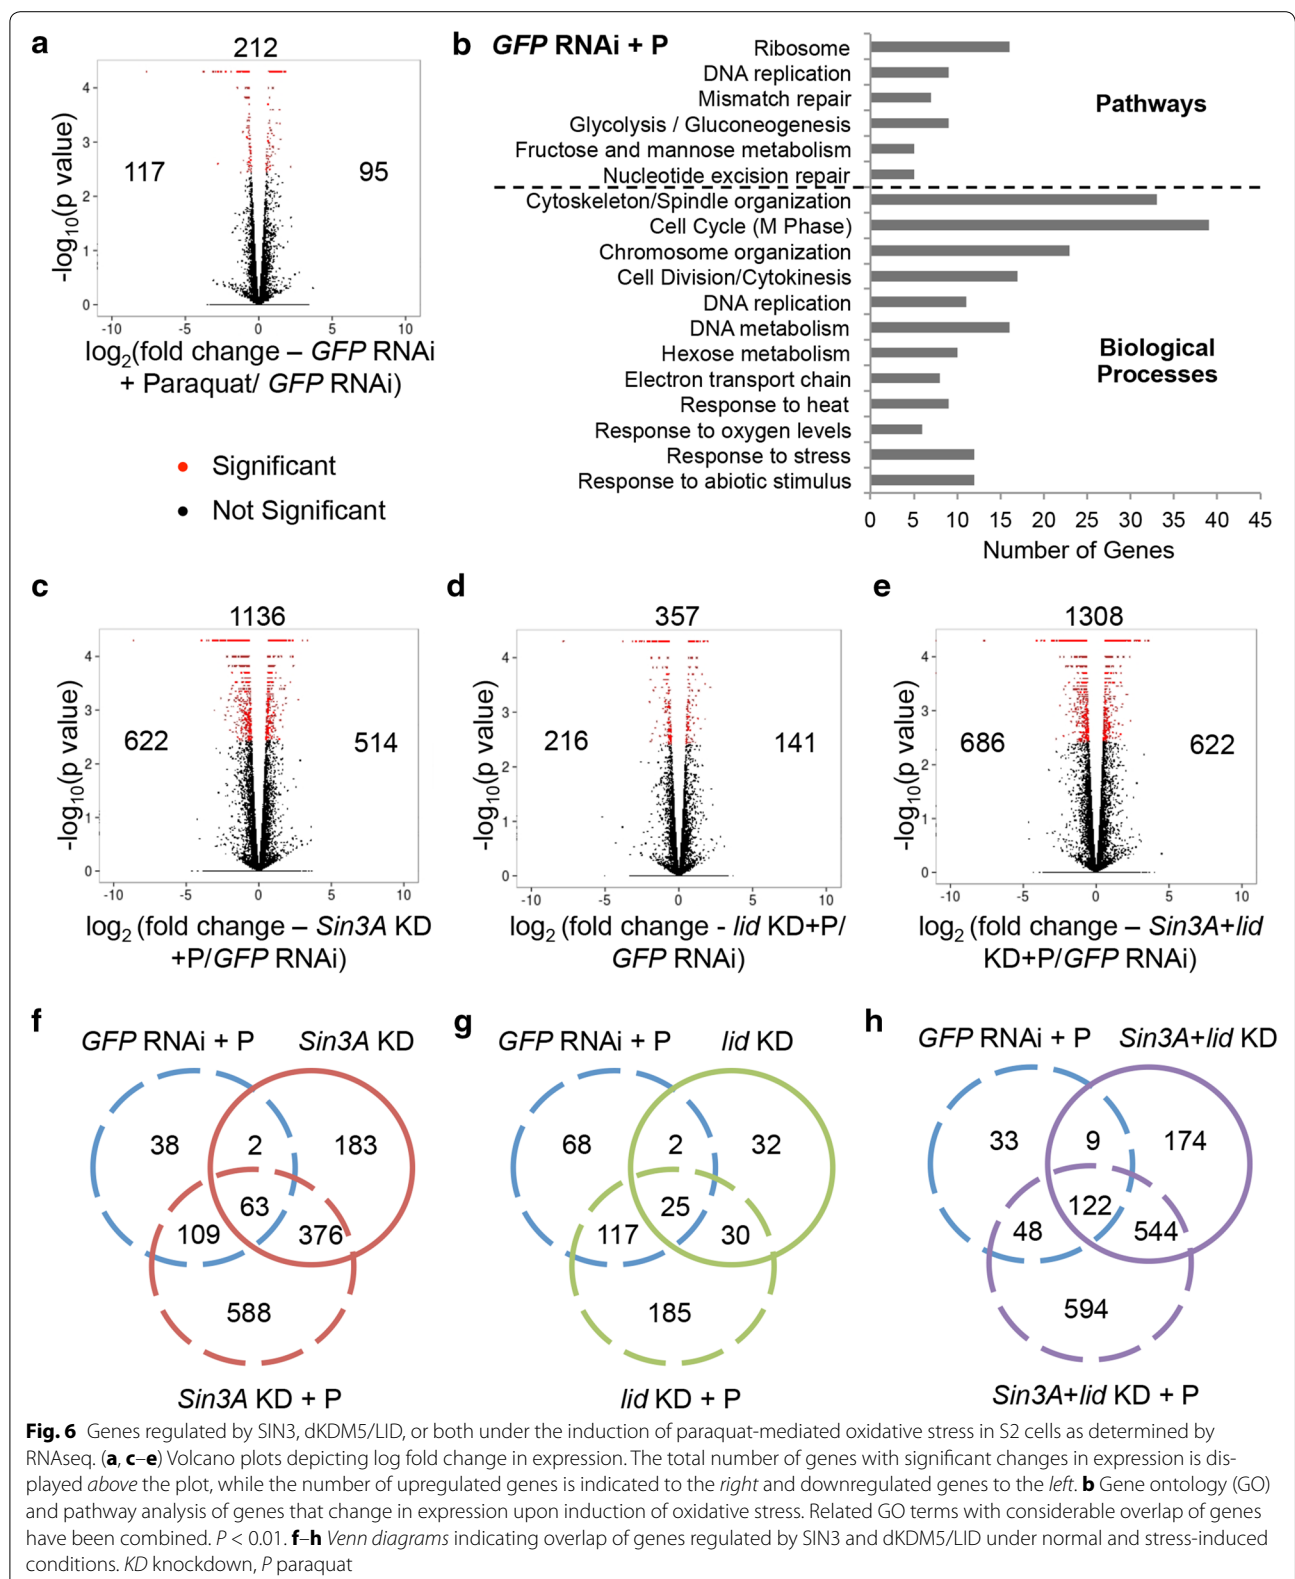 a
212
4
3
2
1
0
-log10(p value)
117
95
-10
-5
0
5
10
log2(fold change – GFP RNAi
+ Paraquat/ GFP RNAi)
Significant
Not Significant
b GFP RNAi + P
Ribosome
DNA replication
Mismatch repair
Glycolysis / Gluconeogenesis
Fructose and mannose metabolism
Nucleotide excision repair
Pathways
Cytoskeleton/Spindle organization
Cell Cycle (M Phase)
Chromosome organization
Cell Division/Cytokinesis
DNA replication
DNA metabolism
Hexose metabolism
Electron transport chain
Response to heat
Response to oxygen levels
Response to stress
Response to abiotic stimulus
Biological
Processes
0 5 10 15 20 25 30 35 40 45
Number of Genes
c
1136
4
3
2
1
0
-log10(p value)
622
514
-10 -5 0 5 10
log2 (fold change – Sin3A KD
+P/GFP RNAi)
d
357
4
3
2
1
0
-log10(p value)
216
141
-10 -5 0 5 10
log2 (fold change - lid KD+P/
GFP RNAi)
e
1308
4
3
2
1
0
-log10(p value)
686
622
-10 -5 0 5 10
log2 (fold change – Sin3A+lid
KD+P/GFP RNAi)
f
GFP RNAi + P Sin3A KD
38 2 183
63
109 376
588
Sin3A KD + P
g
GFP RNAi + P lid KD
68 2 32
25
117 30
185
lid KD + P
h
GFP RNAi + P Sin3A+lid KD
33 9 174
122
48 544
594
Sin3A+lid KD + P
Fig. 6 Genes regulated by SIN3, dKDM5/LID, or both under the induction of paraquat-mediated oxidative stress in S2 cells as determined by
RNAseq. (a, c–e) Volcano plots depicting log fold change in expression. The total number of genes with significant changes in expression is dis-
played above the plot, while the number of upregulated genes is indicated to the right and downregulated genes to the left. b Gene ontology (GO)
and pathway analysis of genes that change in expression upon induction of oxidative stress. Related GO terms with considerable overlap of genes
have been combined. P < 0.01. f–h Venn diagrams indicating overlap of genes regulated by SIN3 and dKDM5/LID under normal and stress-induced
conditions. KD knockdown, P paraquat